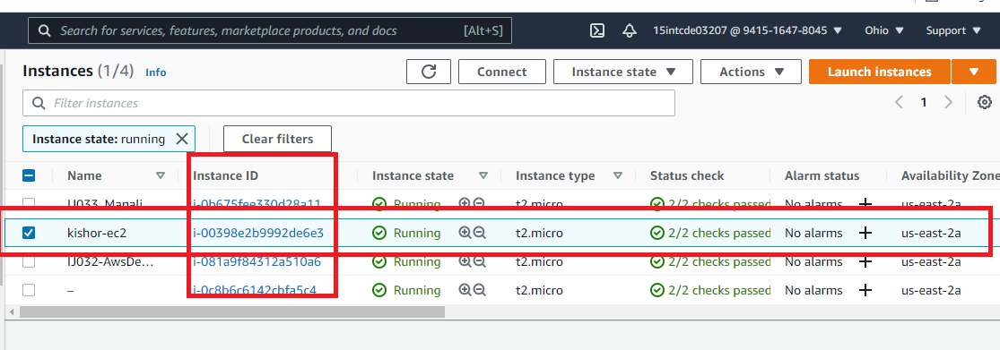 Search for services, features, marketplace products, and docs [Alt+S] 15intcde03207 @ 9415-1647-8045 Ohio Support
Instances (1/4) Info Connect Instance state Actions Launch instances
Filter instances 1
Instance state: running Clear filters
Name Instance ID Instance state Instance type Status check Alarm status Availability Zone
IJ033_Manali i-0b675fee330d28a11 Running t2.micro 2/2 checks passed No alarms us-east-2a
kishor-ec2 i-00398e2b9992de6e3 Running t2.micro 2/2 checks passed No alarms us-east-2a
IJ032-AwsDe... i-081a9f84312a510a6 Running t2.micro 2/2 checks passed No alarms us-east-2a
– i-0c8b6c6142cbfa5c4 Running t2.micro 2/2 checks passed No alarms us-east-2a